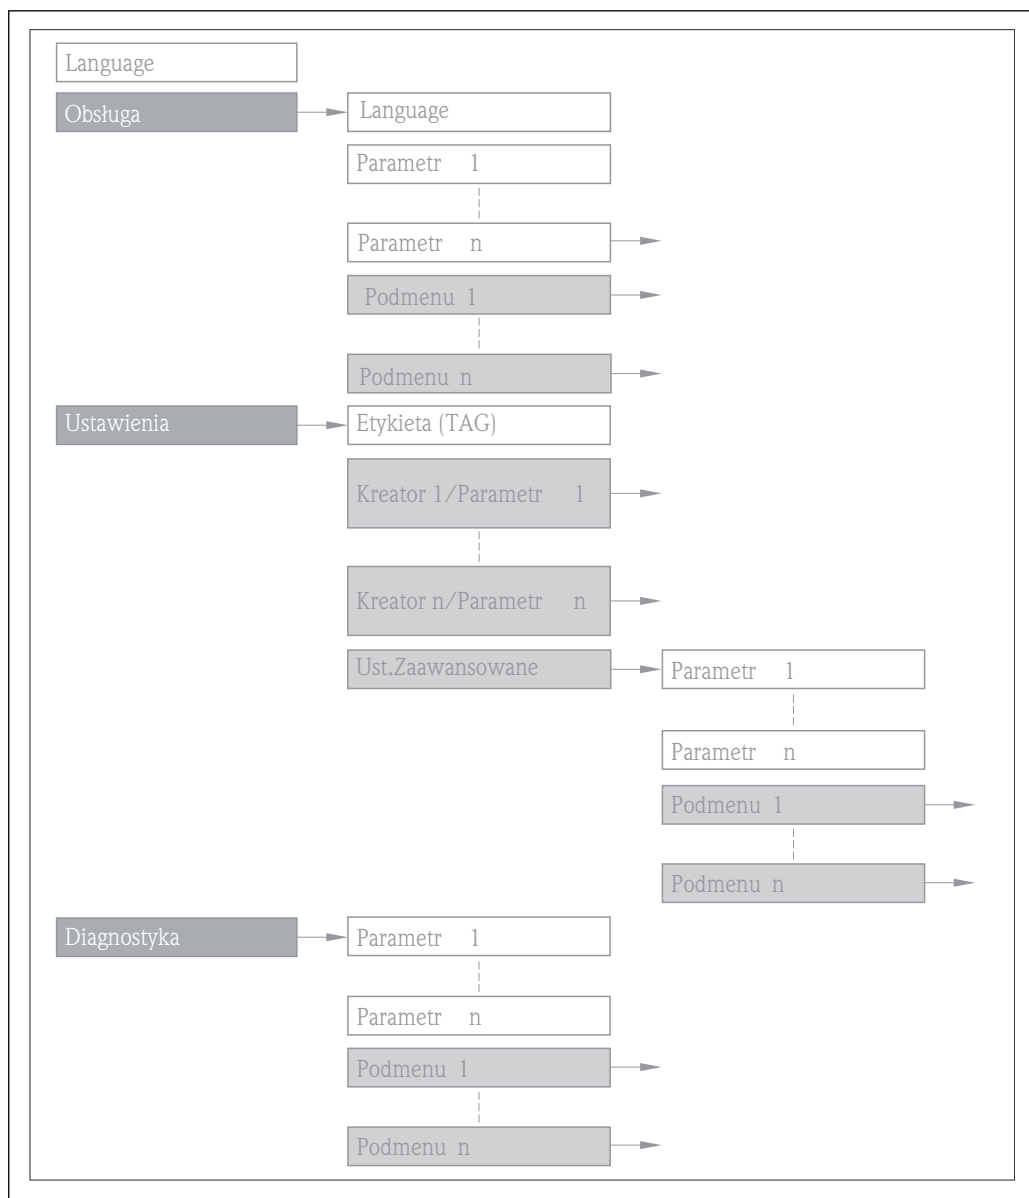 Language
Obsługa
Language
Parametr 1
Parametr n
Podmenu 1
Podmenu n
Ustawienia
Etykieta (TAG)
Kreator 1/Parametr 1
Kreator n/Parametr n
Ust.Zaawansowane
Parametr 1
Parametr n
Podmenu 1
Podmenu n
Diagnostyka
Parametr 1
Parametr n
Podmenu 1
Podmenu n